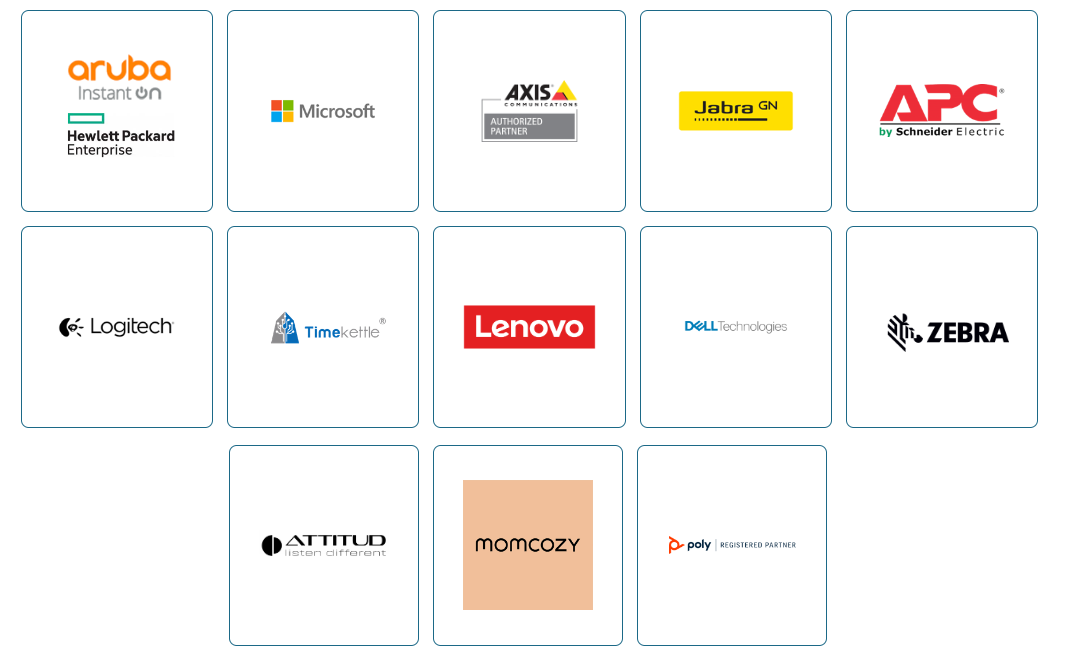 aruba
Instant On
Hewlett Packard
Enterprise
Microsoft
AXIS
COMMUNICATIONS
AUTHORIZED
PARTNER
Jabra GN
APC®
by Schneider Electric
Logitech
Timekettle®
Lenovo
DELL Technologies
ZEBRA
ATTITUD
listen different
momcozy
poly | REGISTERED PARTNER